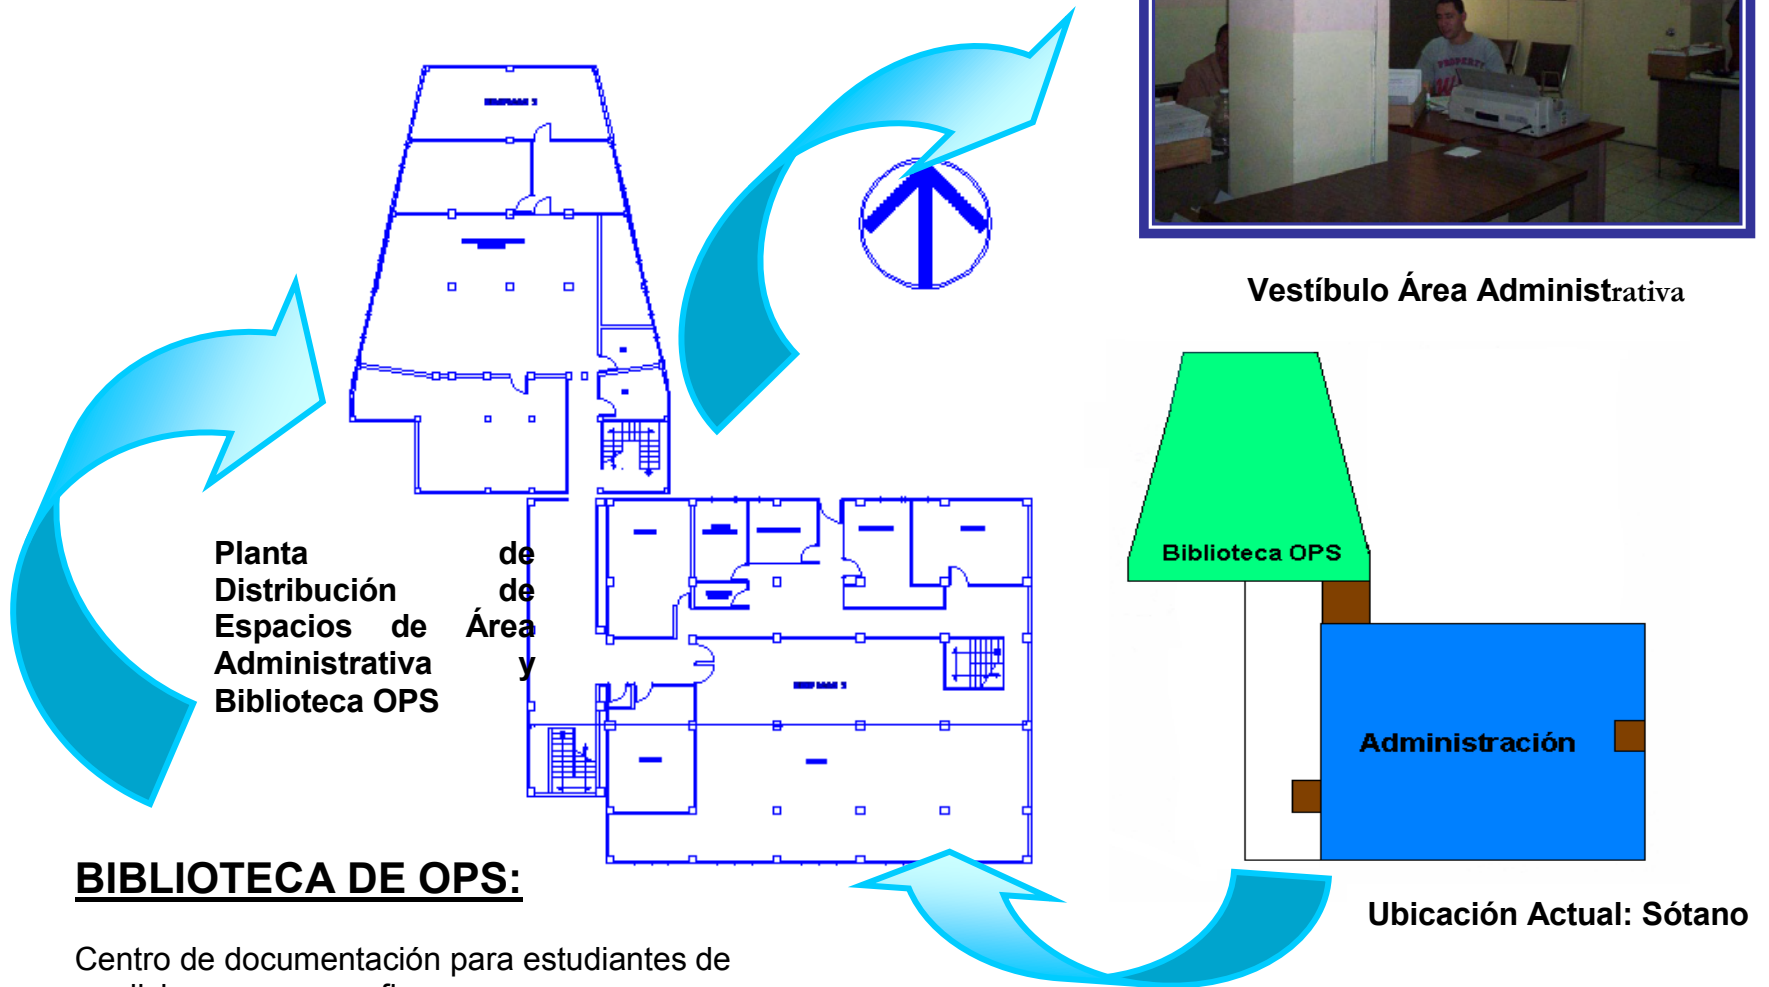 PROPERTY
Vestíbulo Área Administrativa
Biblioteca OPS
Planta de
Distribución de
Espacios de Área
Administrativa y
Biblioteca OPS
Administración
BIBLIOTECA DE OPS:
Ubicación Actual: Sótano
Centro de documentación para estudiantes de